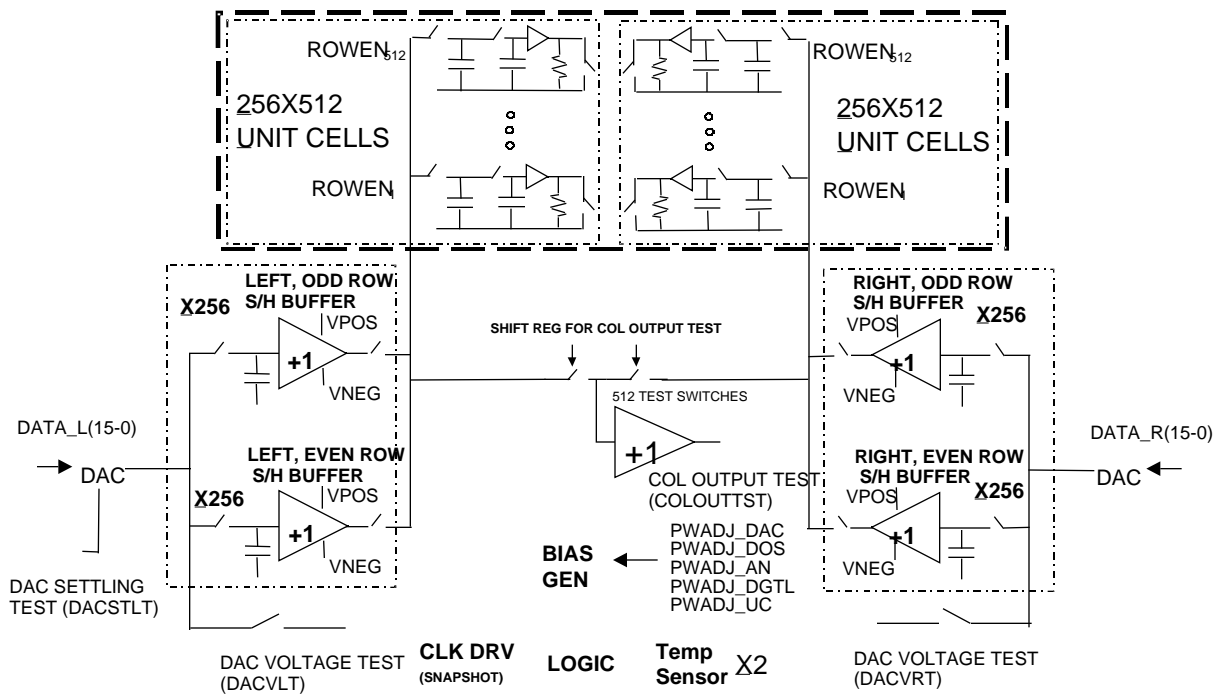 ROWEN512
ROWEN512
256X512
UNIT CELLS
256X512
UNIT CELLS
ROWEN1
ROWEN1
LEFT, ODD ROW
S/H BUFFER
X256
VPOS
+1
VNEG
SHIFT REG FOR COL OUTPUT TEST
RIGHT, ODD ROW
S/H BUFFER
X256
VPOS
+1
VNEG
512 TEST SWITCHES
+1
COL OUTPUT TEST
(COLOUTTST)
DATA_L(15-0)
DAC
LEFT, EVEN ROW
S/H BUFFER
X256
VPOS
+1
VNEG
RIGHT, EVEN ROW
S/H BUFFER
X256
VPOS
+1
VNEG
DATA_R(15-0)
DAC
BIAS
GEN
PWADJ_DAC
PWADJ_DOS
PWADJ_AN
PWADJ_DGTL
PWADJ_UC
DAC SETTLING
TEST (DACSTLT)
DAC VOLTAGE TEST
(DACVLT)
CLK DRV
(SNAPSHOT)
LOGIC
Temp
Sensor X2
DAC VOLTAGE TEST
(DACVRT)